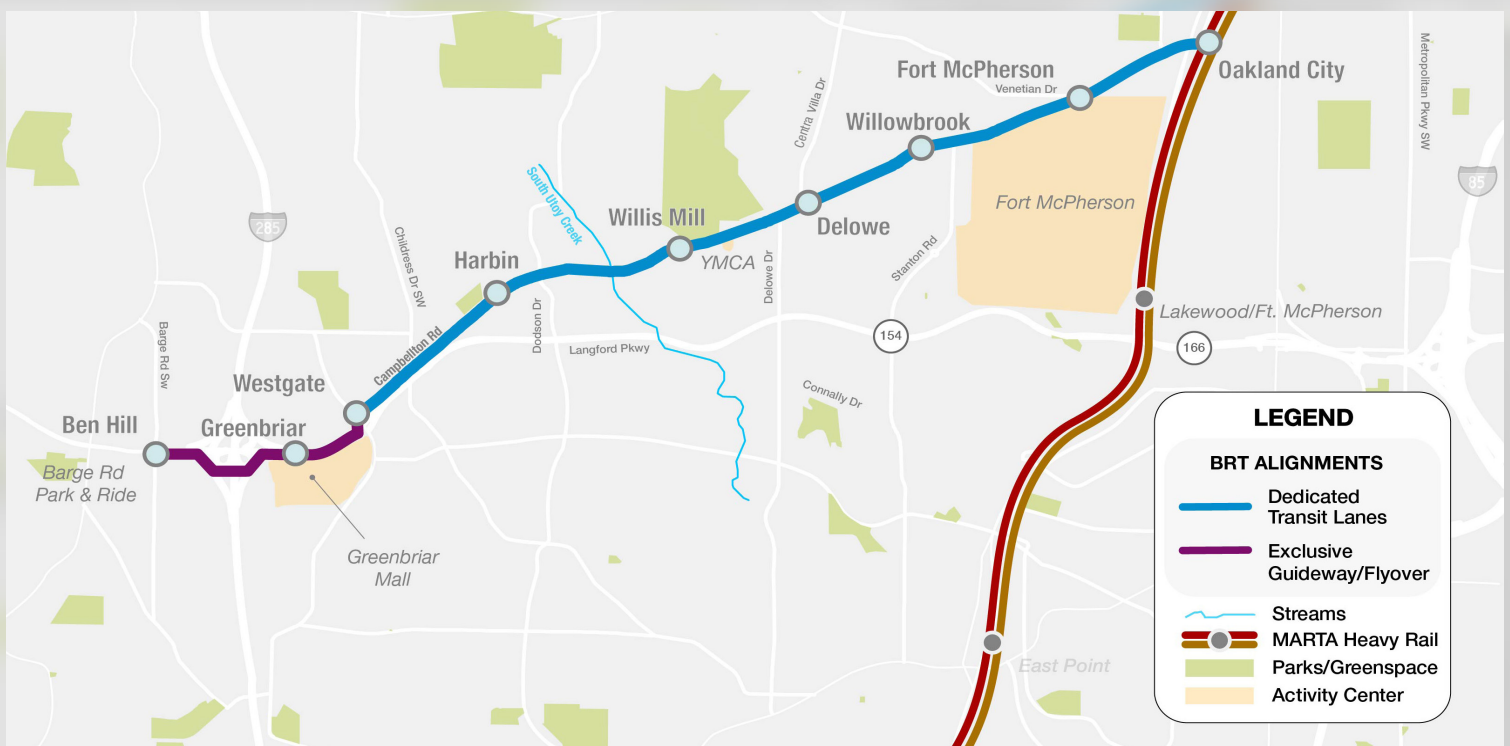 Oakland City
Fort McPherson
Venetian Dr
Willowbrook
Centra Villa Dr
Metropolitan Pkwy SW
85
South Utoy Creek
Willis Mill
Delowe
Fort McPherson
285
Childress Dr SW
Harbin
YMCA
Delowe Dr
Stanton Rd
Lakewood/Ft. McPherson
Barge Rd Sw
Campbellton Rd
Dodson Dr
Langford Pkwy
154
166
Westgate
Connally Dr
Ben Hill
Greenbriar
Barge Rd
Park & Ride
Greenbriar
Mall
East Point
LEGEND
BRT ALIGNMENTS
Dedicated
Transit Lanes
Exclusive
Guideway/Flyover
Streams
MARTA Heavy Rail
Parks/Greenspace
Activity Center